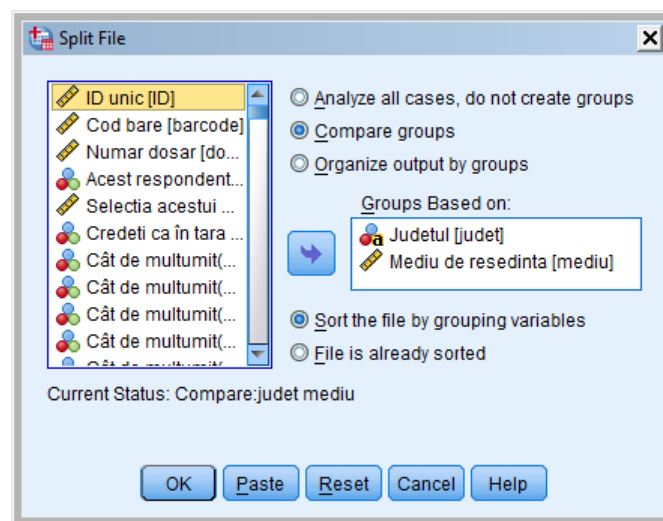 Split File
ID unic [ID]
Cod bare [barcode]
Numar dosar [do...
Acest respondent...
Selectia acestui ...
Credeti ca în tara ...
Cât de multumit(...
Cât de multumit(...
Cât de multumit(...
Cât de multumit(...
Cât de multumit(...
Analyze all cases, do not create groups
Compare groups
Organize output by groups
Groups Based on:
a Judetul [judet]
Mediu de resedinta [mediu]
Sort the file by grouping variables
File is already sorted
Current Status: Compare:judet mediu
OK Paste Reset Cancel Help